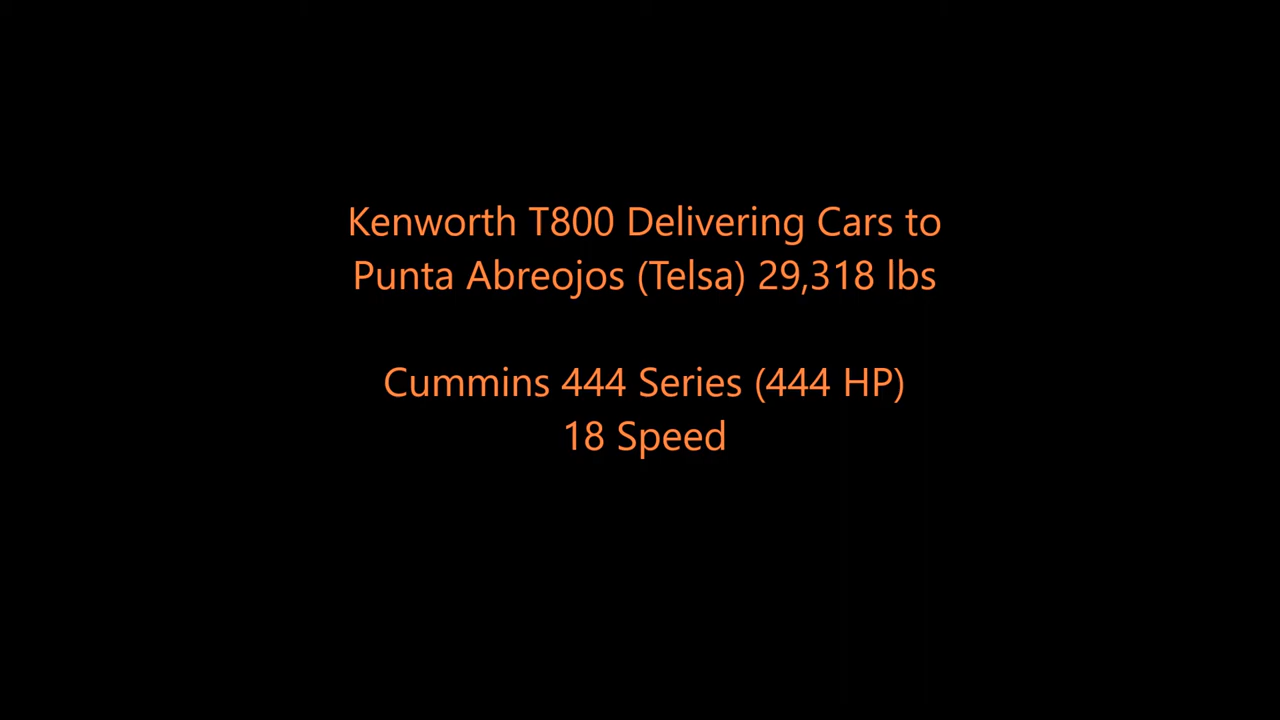 Kenworth T800 Delivering Cars to
Punta Abreojos (Telsa) 29,318 lbs
Cummins 444 Series (444 HP)
18 Speed